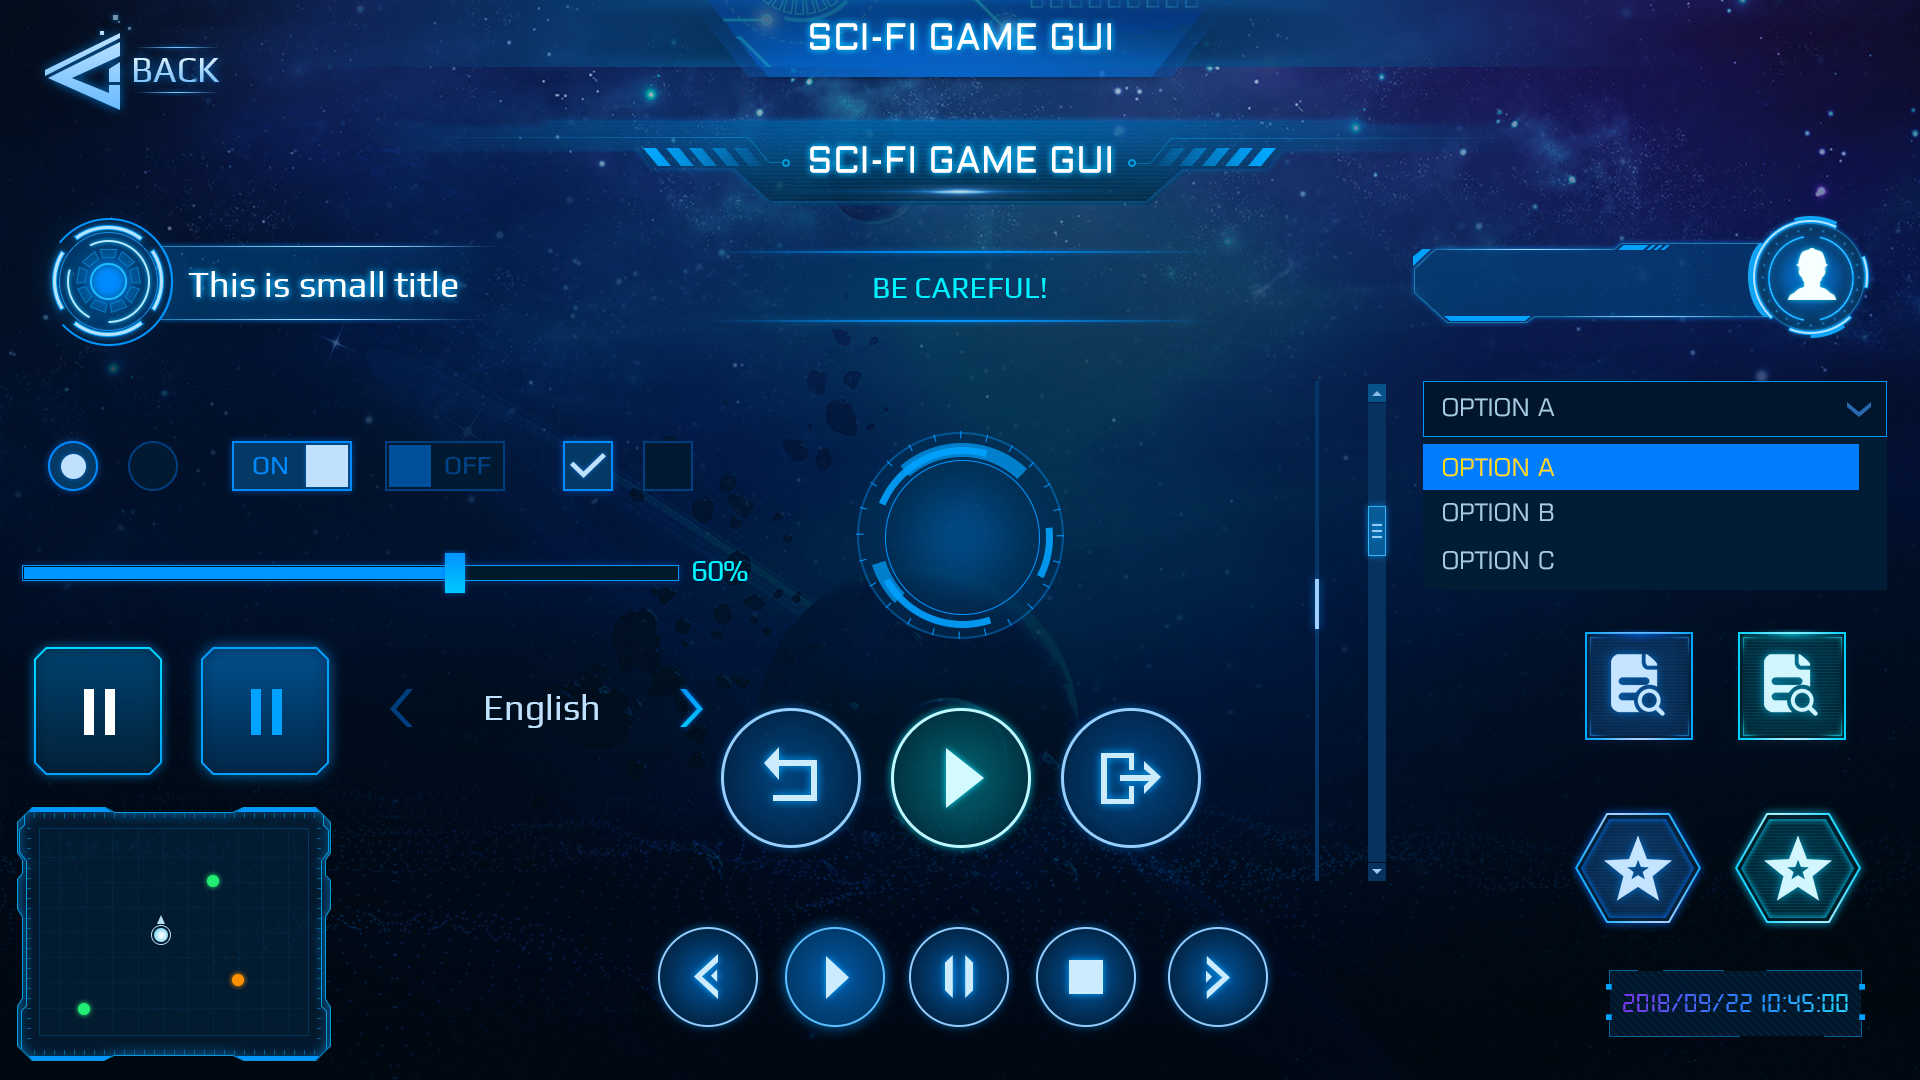 SCI-FI GAME GUI
BACK
SCI-FI GAME GUI
This is small title
BE CAREFUL!
OPTION A
ON
OFF
OPTION A
OPTION B
OPTION C
60%
English
2018/09/22 10:45:00